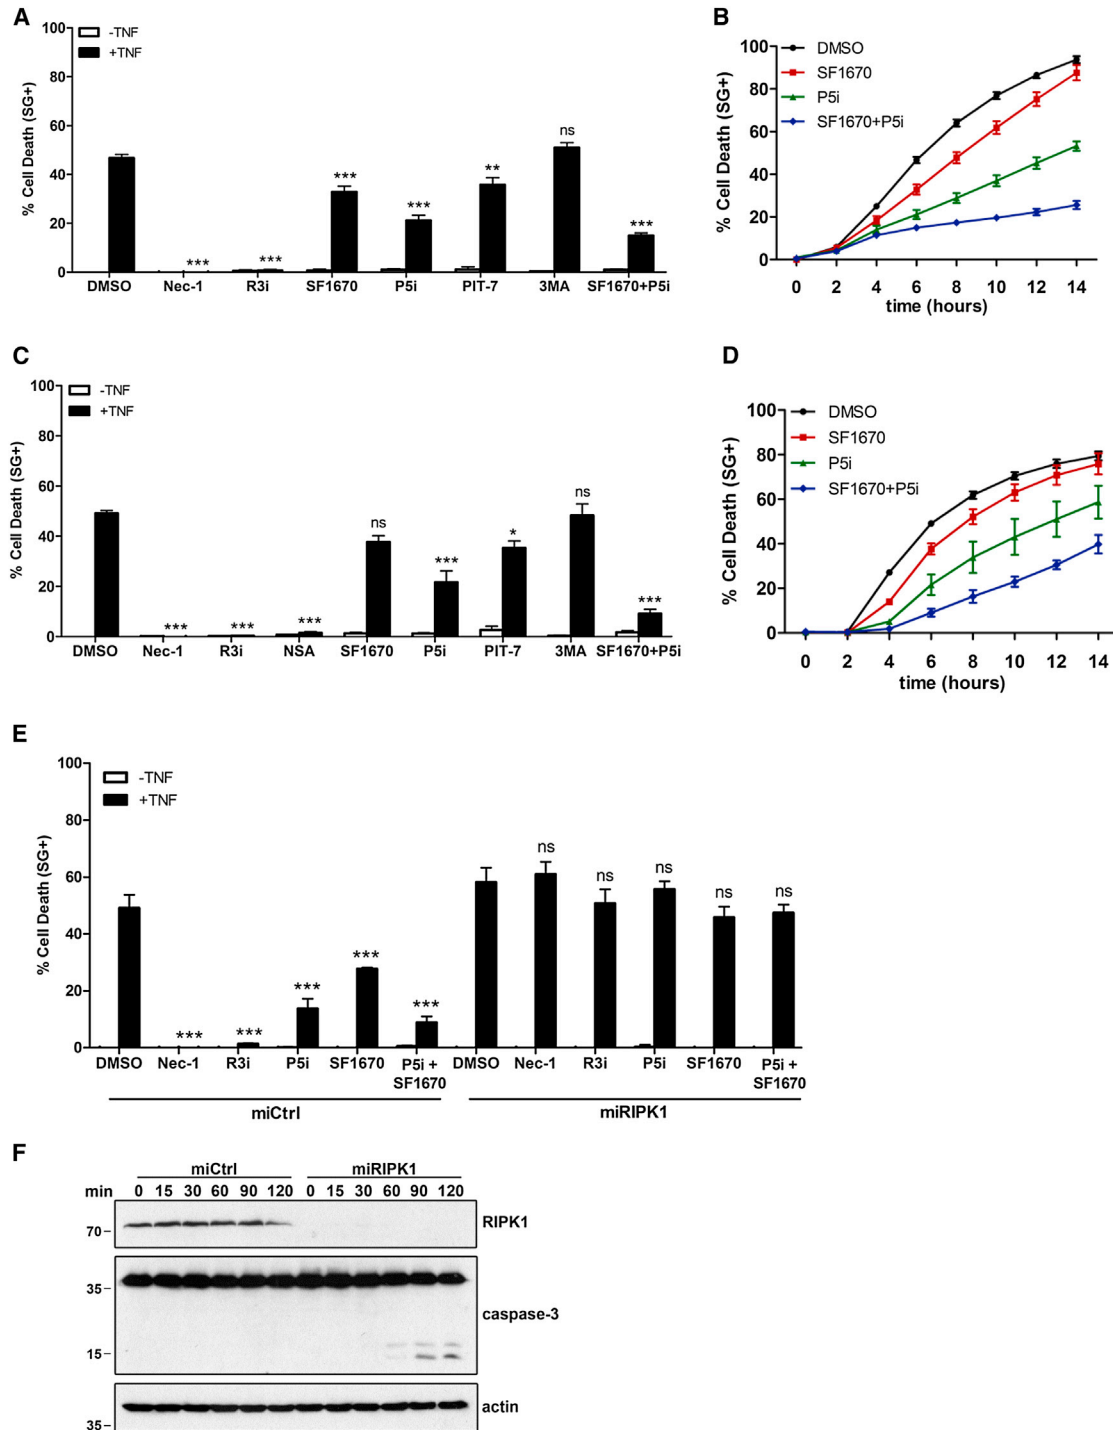 A
-TNF
+TNF
% Cell Death (SG+)
100
80
60
40
20
0
*** *** *** *** ** ns ***
DMSO Nec-1 R3i SF1670 P5i PIT-7 3MA SF1670+P5i
B
DMSO
SF1670
P5i
SF1670+P5i
% Cell Death (SG+)
100
80
60
40
20
0
0 2 4 6 8 10 12 14
time (hours)
C
-TNF
+TNF
% Cell Death (SG+)
100
80
60
40
20
0
*** *** *** ns *** * ns ***
DMSO Nec-1 R3i NSA SF1670 P5i PIT-7 3MA SF1670+P5i
D
DMSO
SF1670
P5i
SF1670+P5i
% Cell Death (SG+)
100
80
60
40
20
0
0 2 4 6 8 10 12 14
time (hours)
E
-TNF
+TNF
% Cell Death (SG+)
100
80
60
40
20
0
*** *** *** *** *** ns ns ns ns ns
DMSO Nec-1 R3i P5i SF1670 P5i + DMSO Nec-1 R3i P5i SF1670 P5i +
SF1670 SF1670
miCtrl miRIPK1
F
miCtrl miRIPK1
min 0 15 30 60 90 120 0 15 30 60 90 120
70 RIPK1
35
caspase-3
15
actin
35